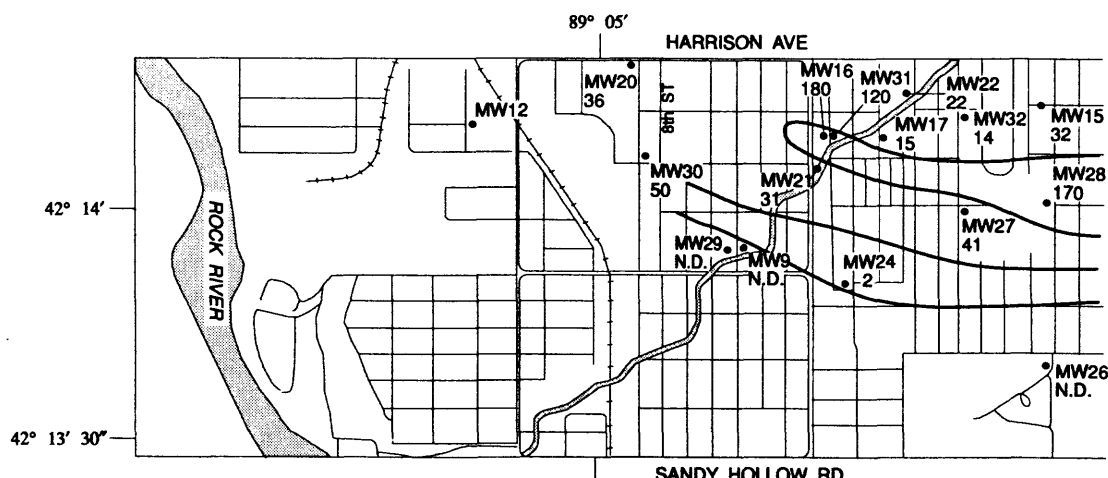 89° 05′
HARRISON AVE
MW20
36
8th ST
MW16
180
MW31
120
MW22
22
MW12
MW32
14
MW15
32
MW17
15
MW30
50
MW21
31
MW28
170
42° 14′
ROCK RIVER
MW27
41
MW29
N.D.
MW9
N.D.
MW24
2
MW26
N.D.
42° 13′ 30″
SANDY HOLLOW RD